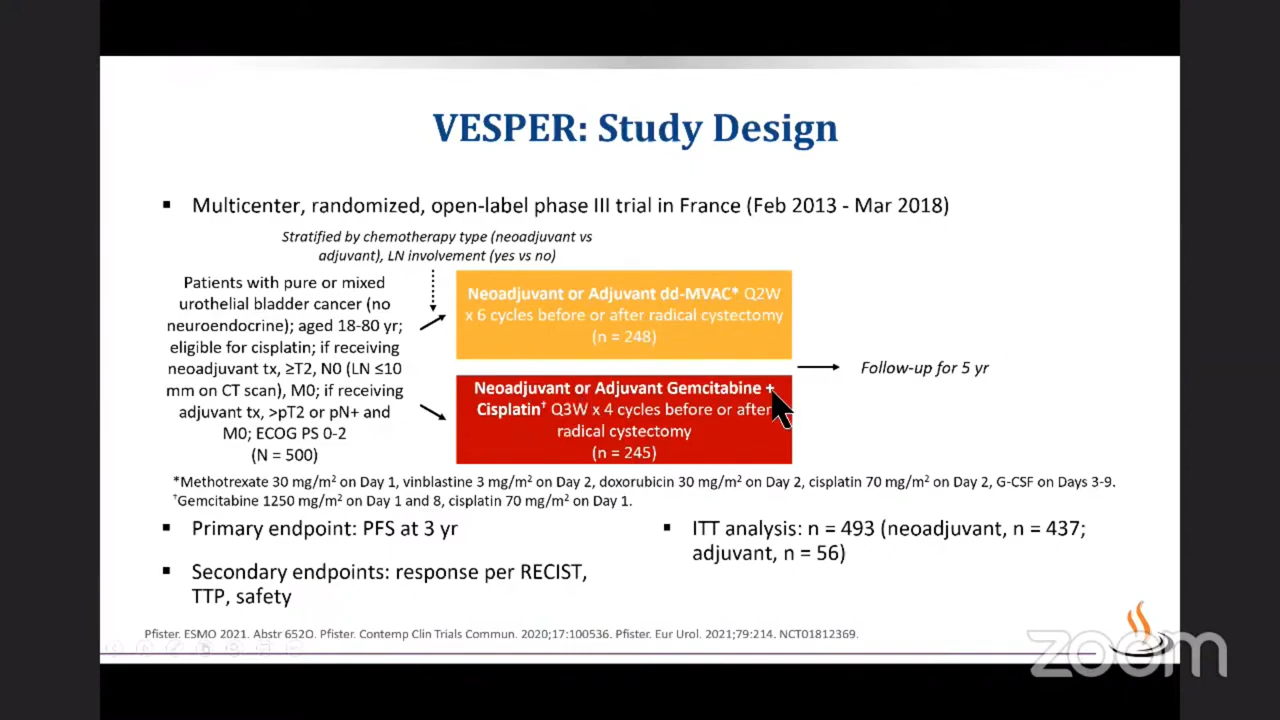 VESPER: Study Design
▪ Multicenter, randomized, open-label phase III trial in France (Feb 2013 - Mar 2018)
Stratified by chemotherapy type (neoadjuvant vs
adjuvant), LN involvement (yes vs no)
Patients with pure or mixed
urothelial bladder cancer (no
neuroendocrine); aged 18-80 yr;
eligible for cisplatin; if receiving
neoadjuvant tx, ≥T2, N0 (LN ≤10
mm on CT scan), M0; if receiving
adjuvant tx, >pT2 or pN+ and
M0; ECOG PS 0-2
(N = 500)
Neoadjuvant or Adjuvant dd-MVAC* Q2W
x 6 cycles before or after radical cystectomy
(n = 248)
Neoadjuvant or Adjuvant Gemcitabine +
Cisplatin† Q3W x 4 cycles before or after
radical cystectomy
(n = 245)
Follow-up for 5 yr
*Methotrexate 30 mg/m² on Day 1, vinblastine 3 mg/m² on Day 2, doxorubicin 30 mg/m² on Day 2, cisplatin 70 mg/m² on Day 2, G-CSF on Days 3-9.
†Gemcitabine 1250 mg/m² on Day 1 and 8, cisplatin 70 mg/m² on Day 1.
▪ Primary endpoint: PFS at 3 yr
▪ Secondary endpoints: response per RECIST,
TTP, safety
▪ ITT analysis: n = 493 (neoadjuvant, n = 437;
adjuvant, n = 56)
Pfister. ESMO 2021. Abstr 652O. Pfister. Contemp Clin Trials Commun. 2020;17:100536. Pfister. Eur Urol. 2021;79:214. NCT01812369.
zoom